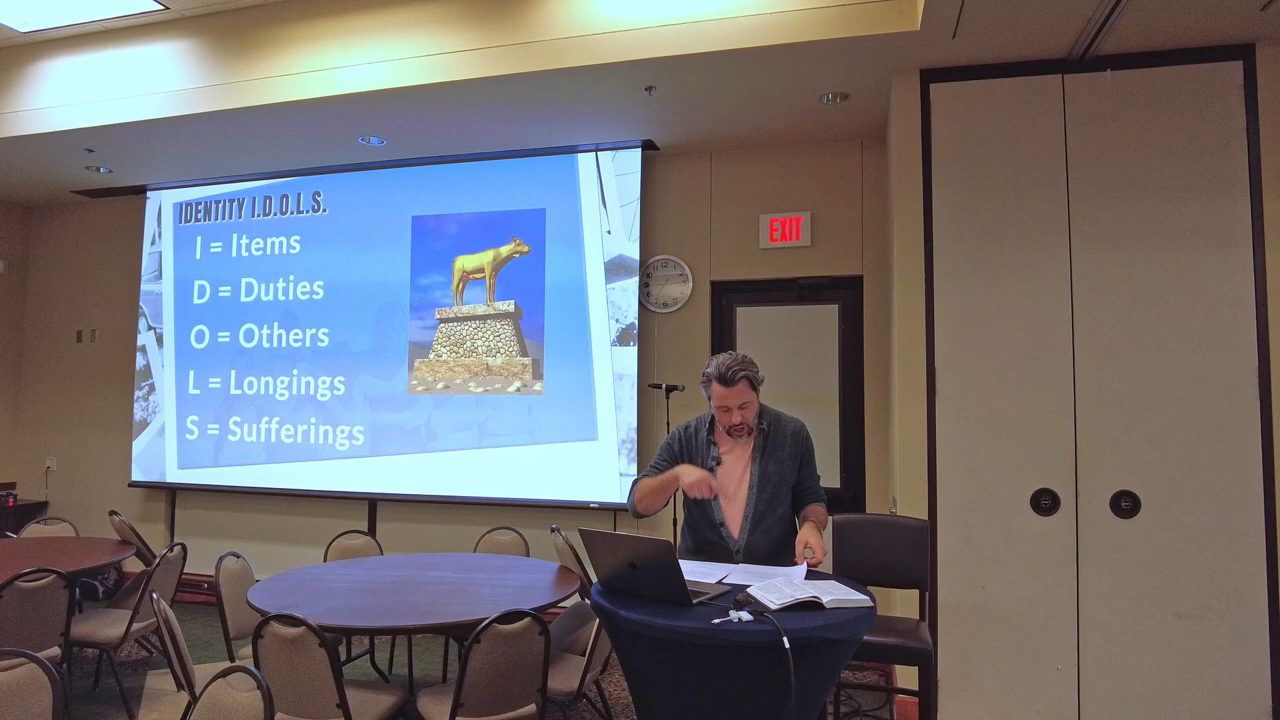 IDENTITY I.D.O.L.S.
I = Items
D = Duties
O = Others
L = Longings
S = Sufferings
EXIT